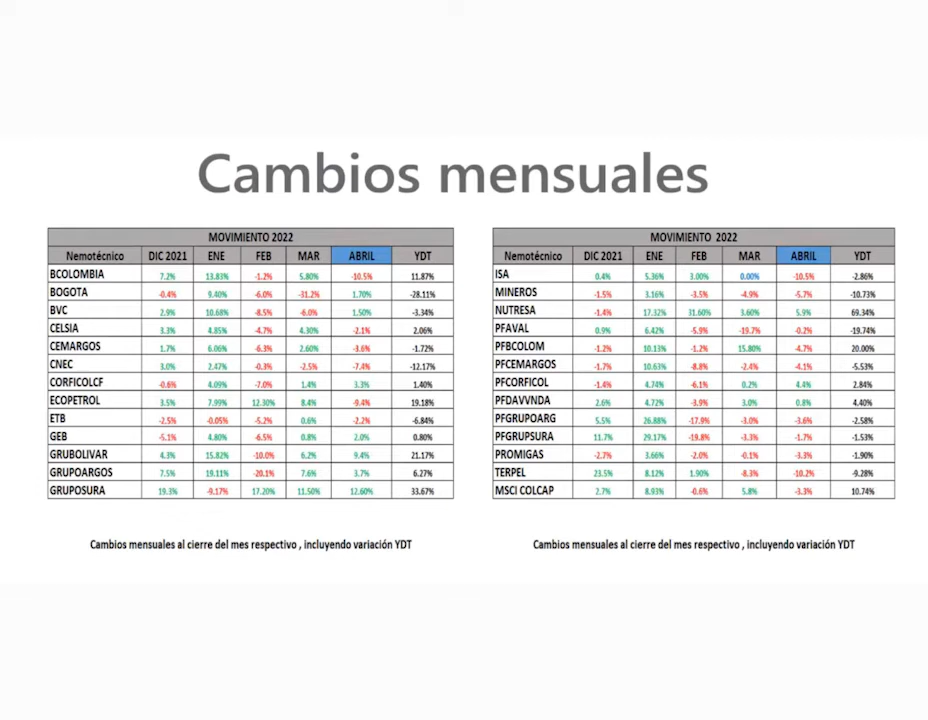 Cambios mensuales
MOVIMIENTO 2022
Nemotécnico DIC 2021 ENE FEB MAR ABRIL YDT
BCOLOMBIA 7.2% 13.83% -1.2% 5.80% -10.5% 11.87%
BOGOTA -0.4% 9.40% -6.0% -31.2% 1.70% -28.11%
BVC 2.9% 10.68% -8.5% -6.0% 1.50% -3.34%
CELSIA 3.3% 4.85% -4.7% 4.30% -2.1% 2.06%
CEMARGOS 1.7% 6.06% -6.3% 2.60% -3.6% -1.72%
CNEC 3.0% 2.47% -0.3% -2.5% -7.4% -12.17%
CORFICOLCF -0.6% 4.09% -7.0% 1.4% 3.3% 1.40%
ECOPETROL 3.5% 7.99% 12.30% 8.4% -9.4% 19.18%
ETB -2.5% -0.05% -5.2% 0.6% -2.2% -6.84%
GEB -5.1% 4.80% -6.5% 0.8% 2.0% 0.80%
GRUBOLIVAR 4.3% 15.82% -10.0% 6.2% 9.4% 21.17%
GRUPOARGOS 7.5% 19.11% -20.1% 7.6% 3.7% 6.27%
GRUPOSURA 19.3% -9.17% 17.20% 11.50% 12.60% 33.67%
Cambios mensuales al cierre del mes respectivo , incluyendo variación YDT
MOVIMIENTO 2022
Nemotécnico DIC 2021 ENE FEB MAR ABRIL YDT
ISA 0.4% 5.36% 3.00% 0.00% -10.5% -2.86%
MINEROS -1.5% 3.16% -3.5% -4.9% -5.7% -10.73%
NUTRESA -1.4% 17.32% 31.60% 3.60% 5.9% 69.34%
PFAVAL 0.9% 6.42% -5.9% -19.7% -0.2% -19.74%
PFBCOLOM -1.2% 10.13% -1.2% 15.80% -4.7% 20.00%
PFCEMARGOS -1.7% 10.63% -8.8% -2.4% -4.1% -5.53%
PFCORFICOL -1.4% 4.74% -6.1% 0.2% 4.4% 2.84%
PFDAVVNDA 2.6% 4.72% -3.9% 3.0% 0.8% 4.40%
PFGRUPOARG 5.5% 26.88% -17.9% -3.0% -3.6% -2.58%
PFGRUPSURA 11.7% 29.17% -19.8% -3.3% -1.7% -1.53%
PROMIGAS -2.7% 3.66% -2.0% -0.1% -3.3% -1.90%
TERPEL 23.5% 8.12% 1.90% -8.3% -10.2% -9.28%
MSCI COLCAP 2.7% 8.93% -0.6% 5.8% -3.3% 10.74%
Cambios mensuales al cierre del mes respectivo , incluyendo variación YDT